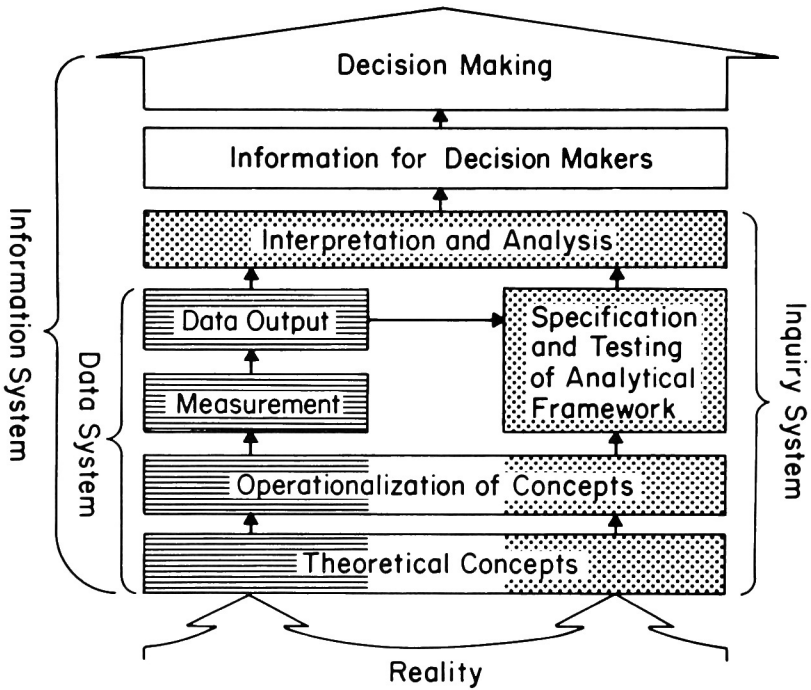 Decision Making
Information for Decision Makers
Interpretation and Analysis
Data Output
Specification
and Testing
of Analytical
Framework
Measurement
Operationalization of Concepts
Theoretical Concepts
Reality
Information System
Data System
Inquiry System